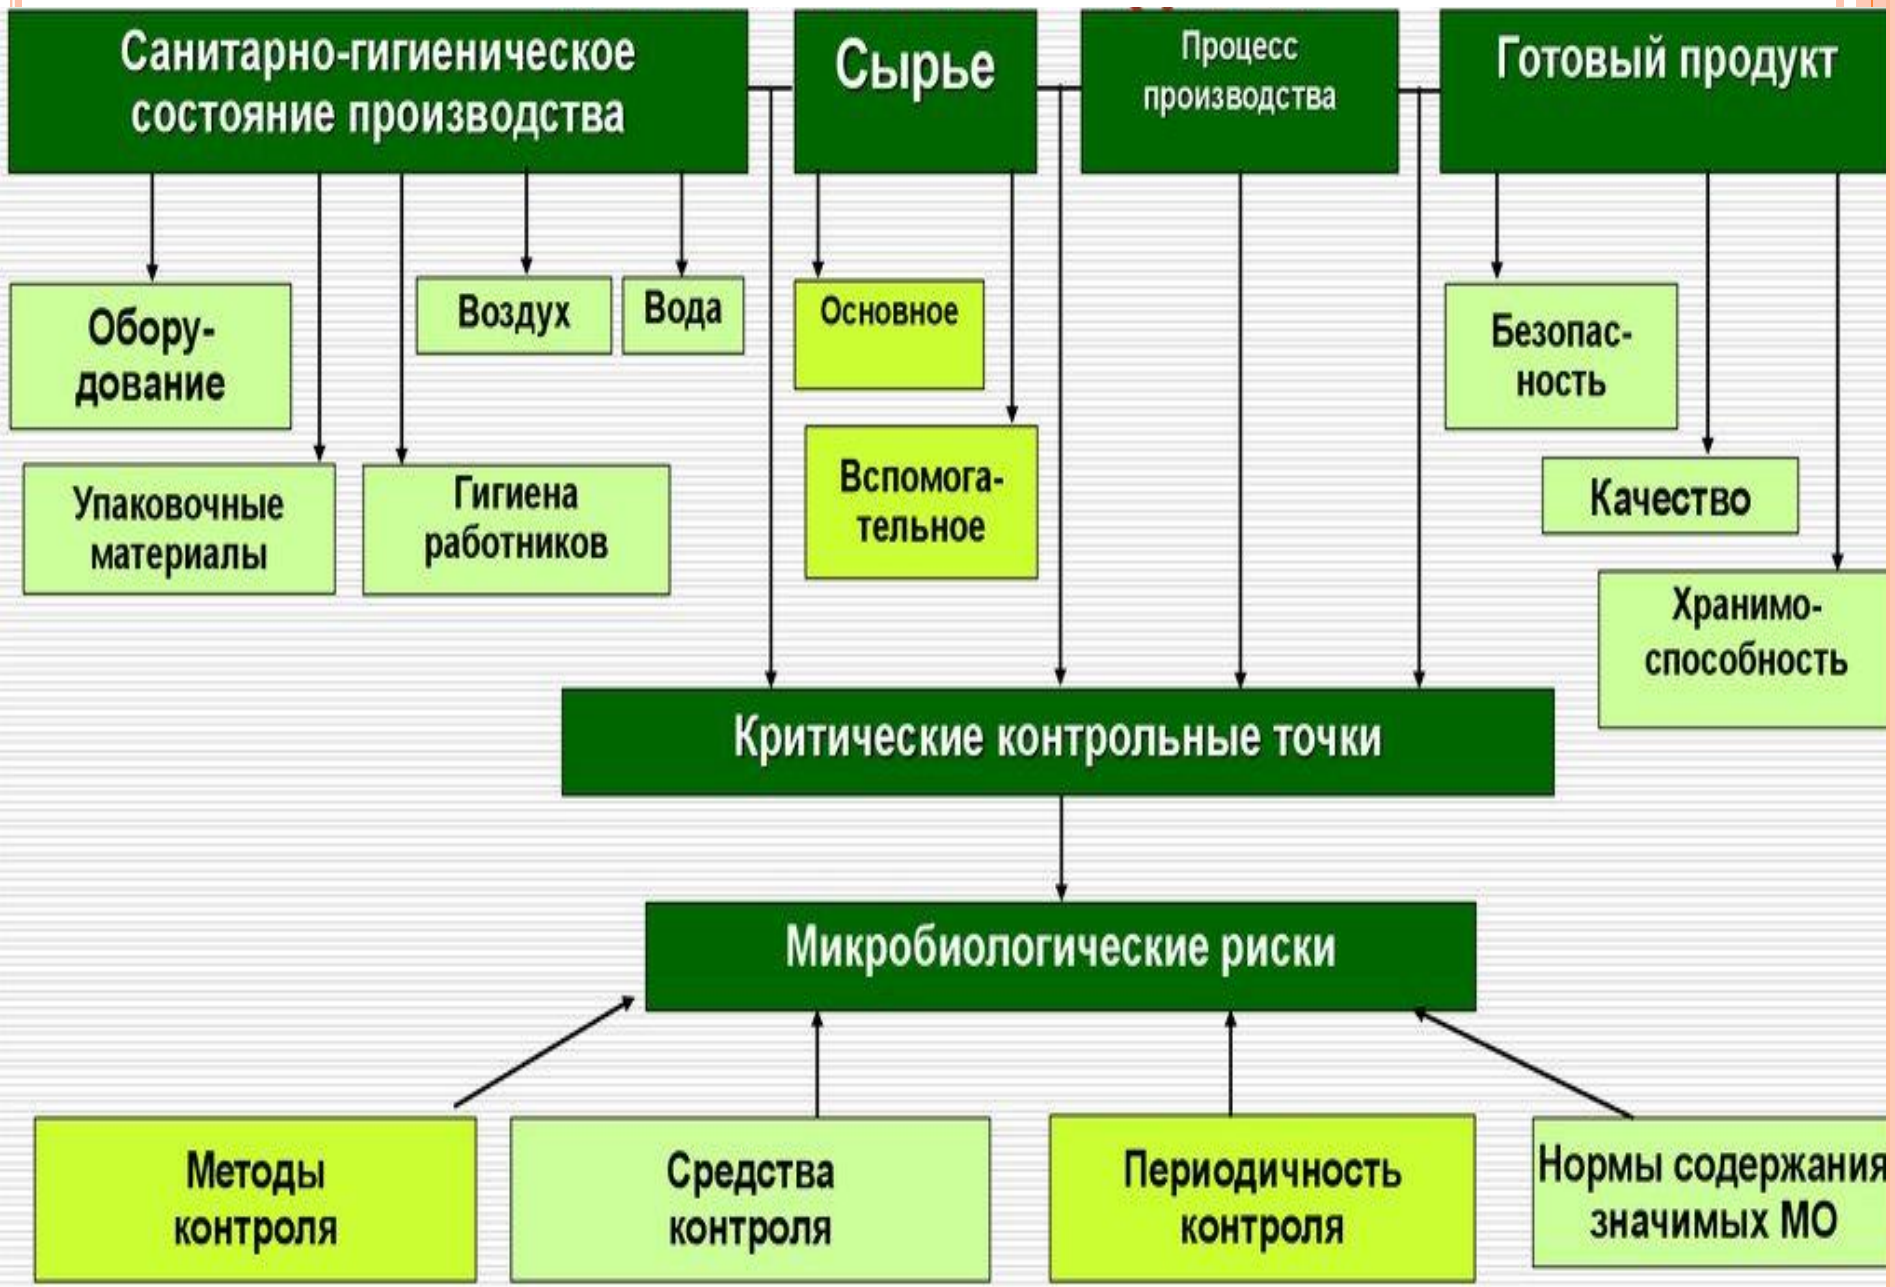 Санитарно-гигиеническое
состояние производства
Сырье
Процесс
производства
Готовый продукт
Обору-
дование
Воздух
Вода
Основное
Безопас-
ность
Упаковочные
материалы
Гигиена
работников
Вспомога-
тельное
Качество
Хранимо-
способность
Критические контрольные точки
Микробиологические риски
Методы
контроля
Средства
контроля
Периодичность
контроля
Нормы содержания
значимых МО